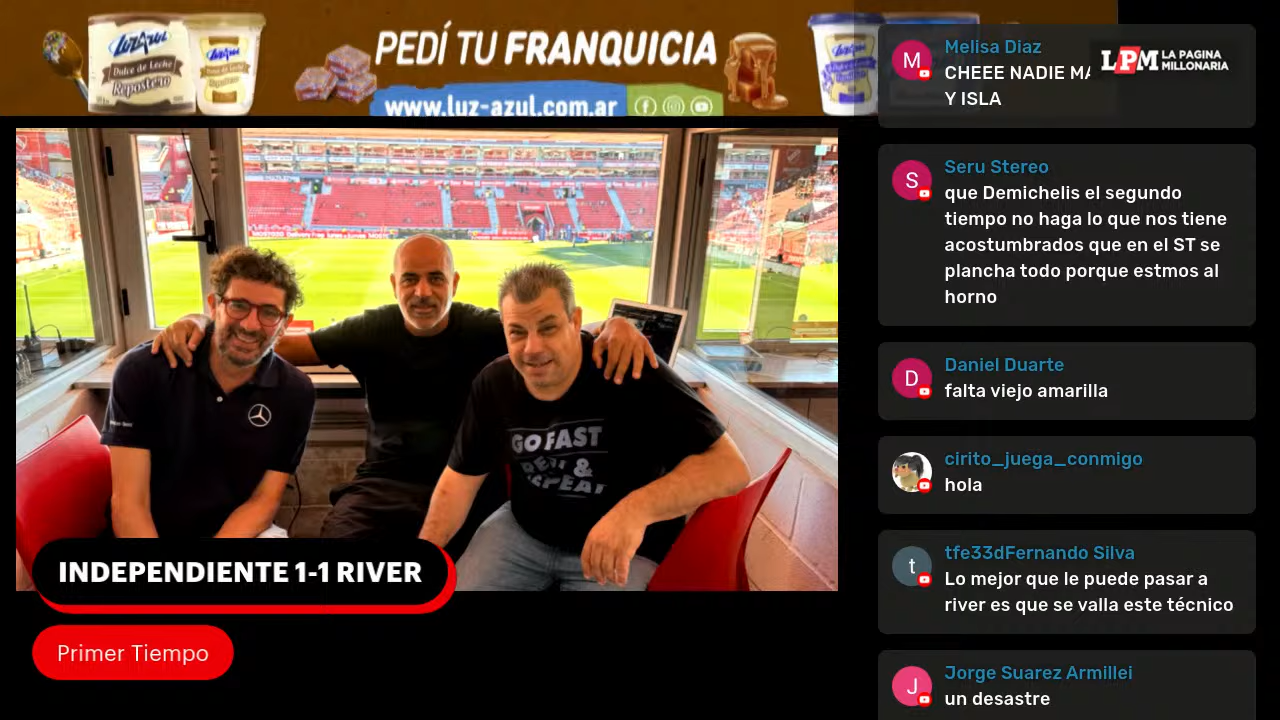 LuzAzul
Dulce de Leche
Repostero
LuzAzul
PEDÍ TU FRANQUICIA
www.luz-azul.com.ar
LuzAzul
LPM LA PAGINA
MILLONARIA
M
Melisa Diaz
CHEEE NADIE MA
Y ISLA
S
Seru Stereo
que Demichelis el segundo
tiempo no haga lo que nos tiene
acostumbrados que en el ST se
plancha todo porque estmos al
horno
D
Daniel Duarte
falta viejo amarilla
cirito_juega_conmigo
hola
t
tfe33dFernando Silva
Lo mejor que le puede pasar a
river es que se valla este técnico
J
Jorge Suarez Armillei
un desastre
GO FAST
&
INDEPENDIENTE 1-1 RIVER
Primer Tiempo